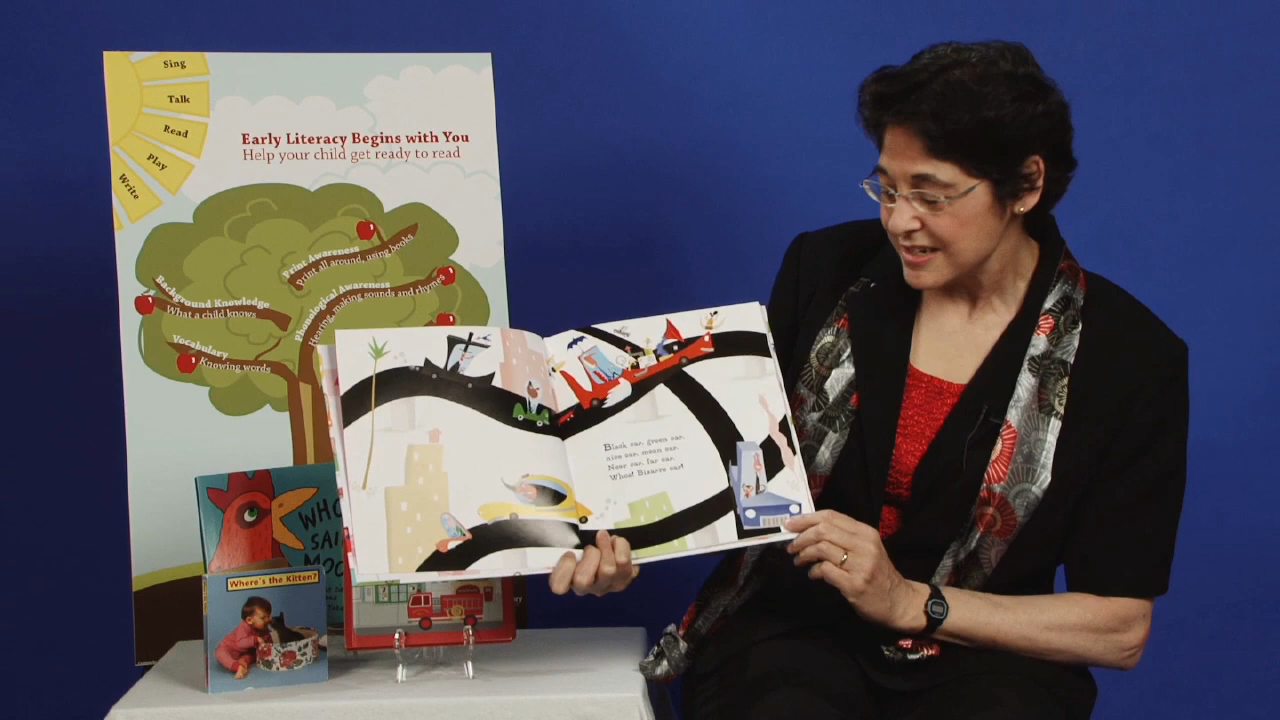 Sing
Talk
Read
Play
Write
Early Literacy Begins with You
Help your child get ready to read
Print Awareness
Print all around, using books
Background Knowledge
What a child knows
Phonological Awareness
Hearing, making sounds and rhymes
Vocabulary
Knowing words
Black car, green car,
nice car, mean car.
Near car, far car.
Whoa! Bizarre car!
WHO
SAI
MOO
Where's the Kitten?